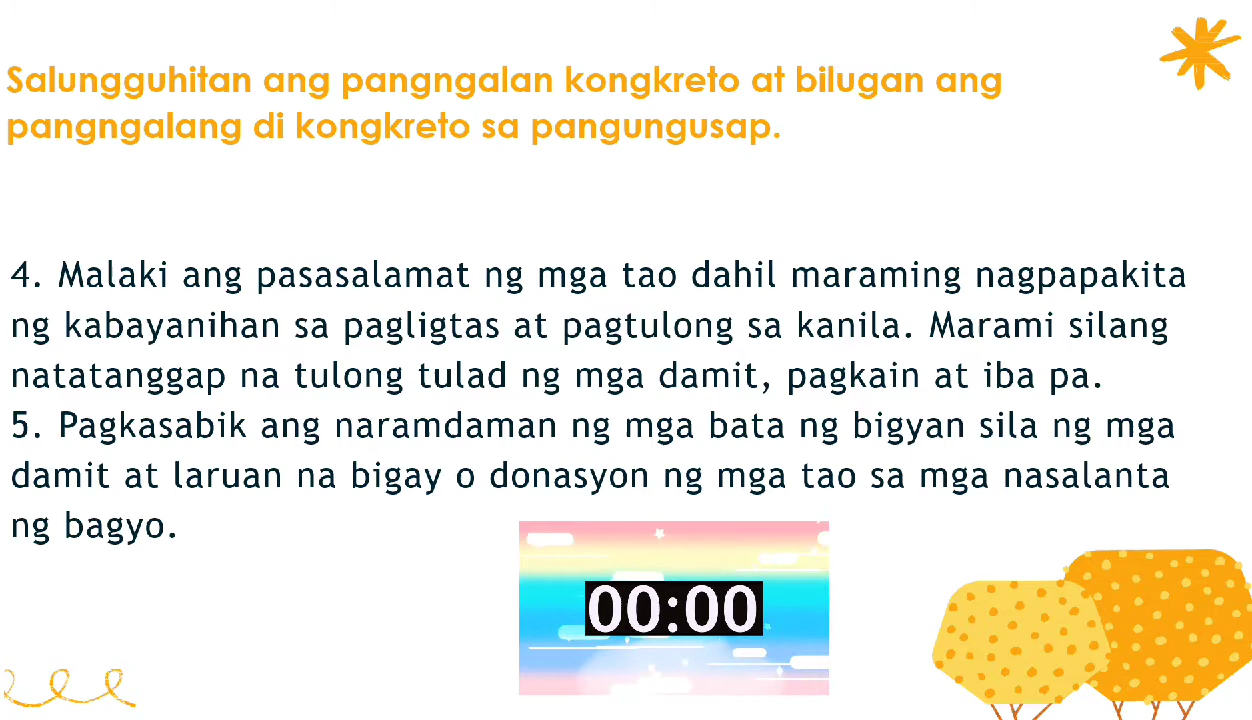 Salungguhitan ang pangngalan kongkreto at bilugan ang
pangngalang di kongkreto sa pangungusap.
4. Malaki ang pasasalamat ng mga tao dahil maraming nagpapakita
ng kabayanihan sa pagligtas at pagtulong sa kanila. Marami silang
natatanggap na tulong tulad ng mga damit, pagkain at iba pa.
5. Pagkasabik ang naramdaman ng mga bata ng bigyan sila ng mga
damit at laruan na bigay o donasyon ng mga tao sa mga nasalanta
ng bagyo.
00:00